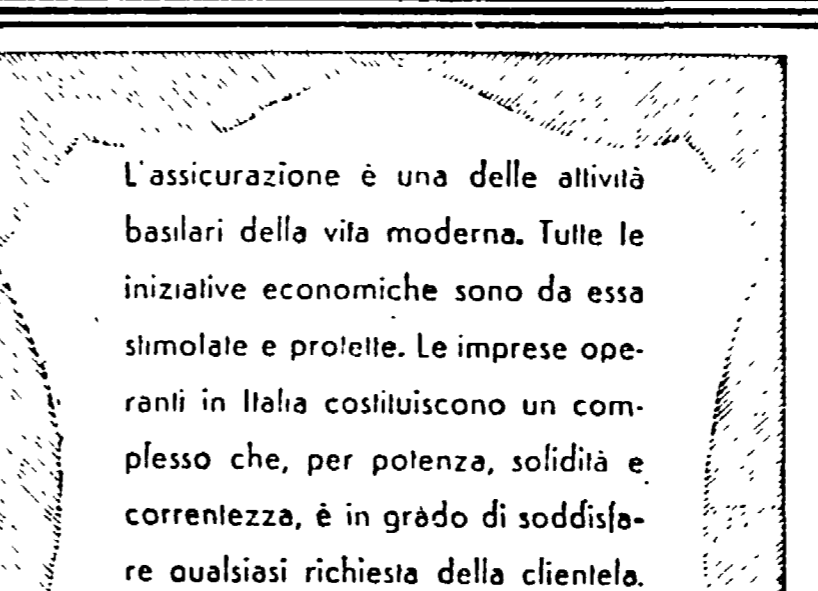 L'assicurazione è una delle attività
basilari della vita moderna. Tutte le
iniziative economiche sono da essa
stimolate e protette. Le imprese ope-
ranti in Italia costituiscono un com-
plesso che, per potenza, solidità e
correntezza, è in grado di soddisfa-
re qualsiasi richiesta della clientela.